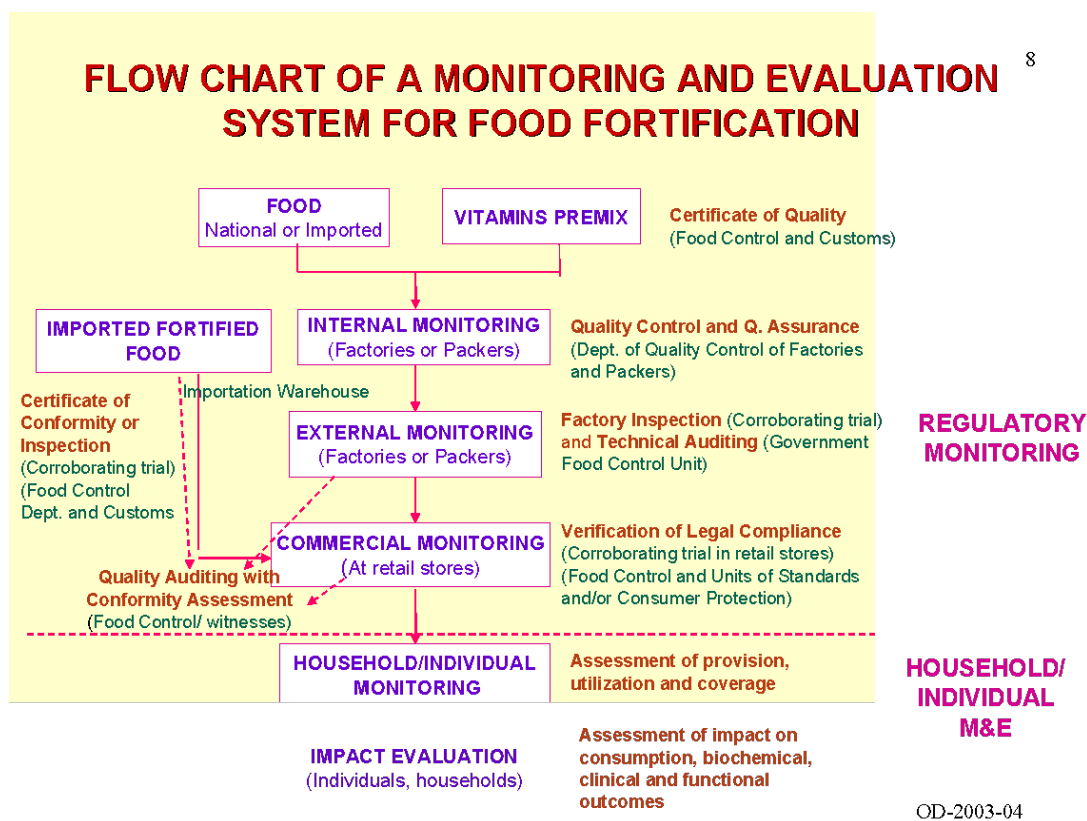 8
FLOW CHART OF A MONITORING AND EVALUATION
SYSTEM FOR FOOD FORTIFICATION
FOOD
National or Imported
VITAMINS PREMIX
Certificate of Quality
(Food Control and Customs)
IMPORTED FORTIFIED
FOOD
INTERNAL MONITORING
(Factories or Packers)
Quality Control and Q. Assurance
(Dept. of Quality Control of Factories
and Packers)
Importation Warehouse
Certificate of
Conformity or
Inspection
(Corroborating trial)
(Food Control
Dept. and Customs
EXTERNAL MONITORING
(Factories or Packers)
Factory Inspection (Corroborating trial)
and Technical Auditing (Government
Food Control Unit)
REGULATORY
MONITORING
COMMERCIAL MONITORING
(At retail stores)
Verification of Legal Compliance
(Corroborating trial in retail stores)
(Food Control and Units of Standards
and/or Consumer Protection)
Quality Auditing with
Conformity Assessment
(Food Control/ witnesses)
HOUSEHOLD/INDIVIDUAL
MONITORING
Assessment of provision,
utilization and coverage
HOUSEHOLD/
INDIVIDUAL
M&E
IMPACT EVALUATION
(Individuals, households)
Assessment of impact on
consumption, biochemical,
clinical and functional
outcomes
OD-2003-04